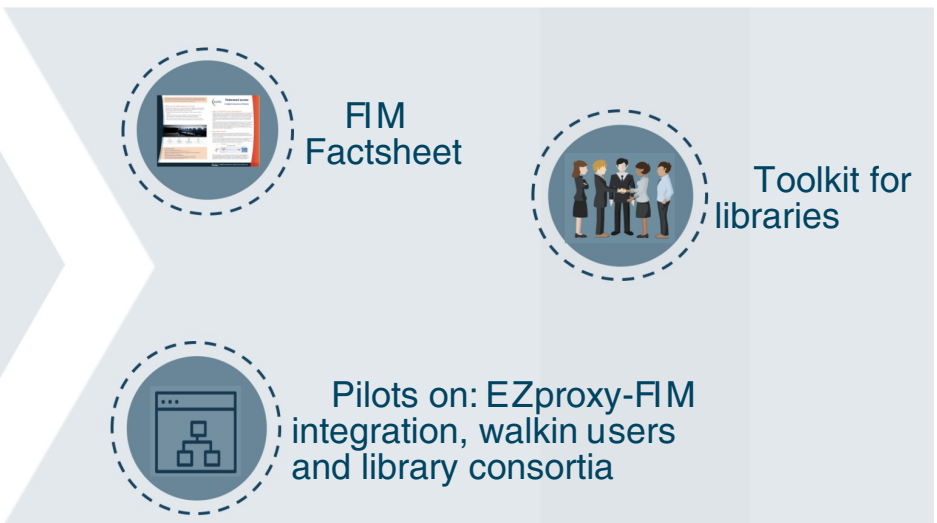 FIM
Factsheet
Toolkit for
libraries
Pilots on: EZproxy-FIM
integration, walkin users
and library consortia